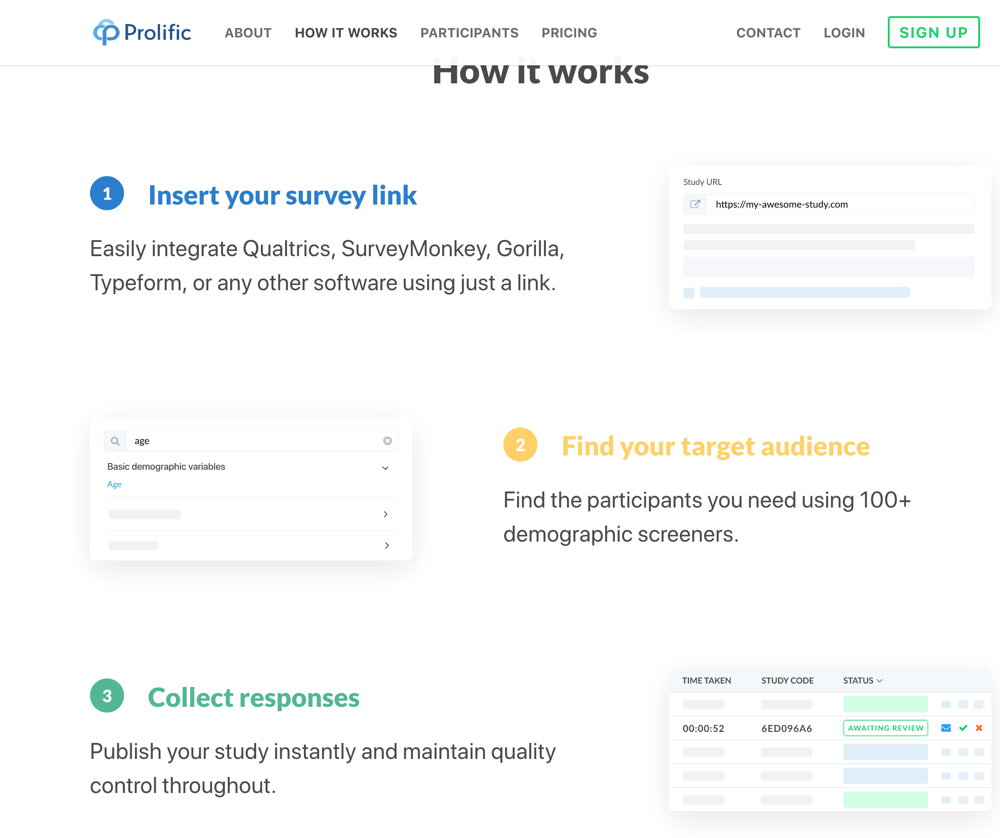 Prolific ABOUT HOW IT WORKS PARTICIPANTS PRICING CONTACT LOGIN SIGN UP
How it works
1 Insert your survey link
Easily integrate Qualtrics, SurveyMonkey, Gorilla,
Typeform, or any other software using just a link.
Study URL
https://my-awesome-study.com
age
Basic demographic variables
Age
2 Find your target audience
Find the participants you need using 100+
demographic screeners.
3 Collect responses
Publish your study instantly and maintain quality
control throughout.
TIME TAKEN STUDY CODE STATUS
00:00:52 6ED096A6 AWAITING REVIEW